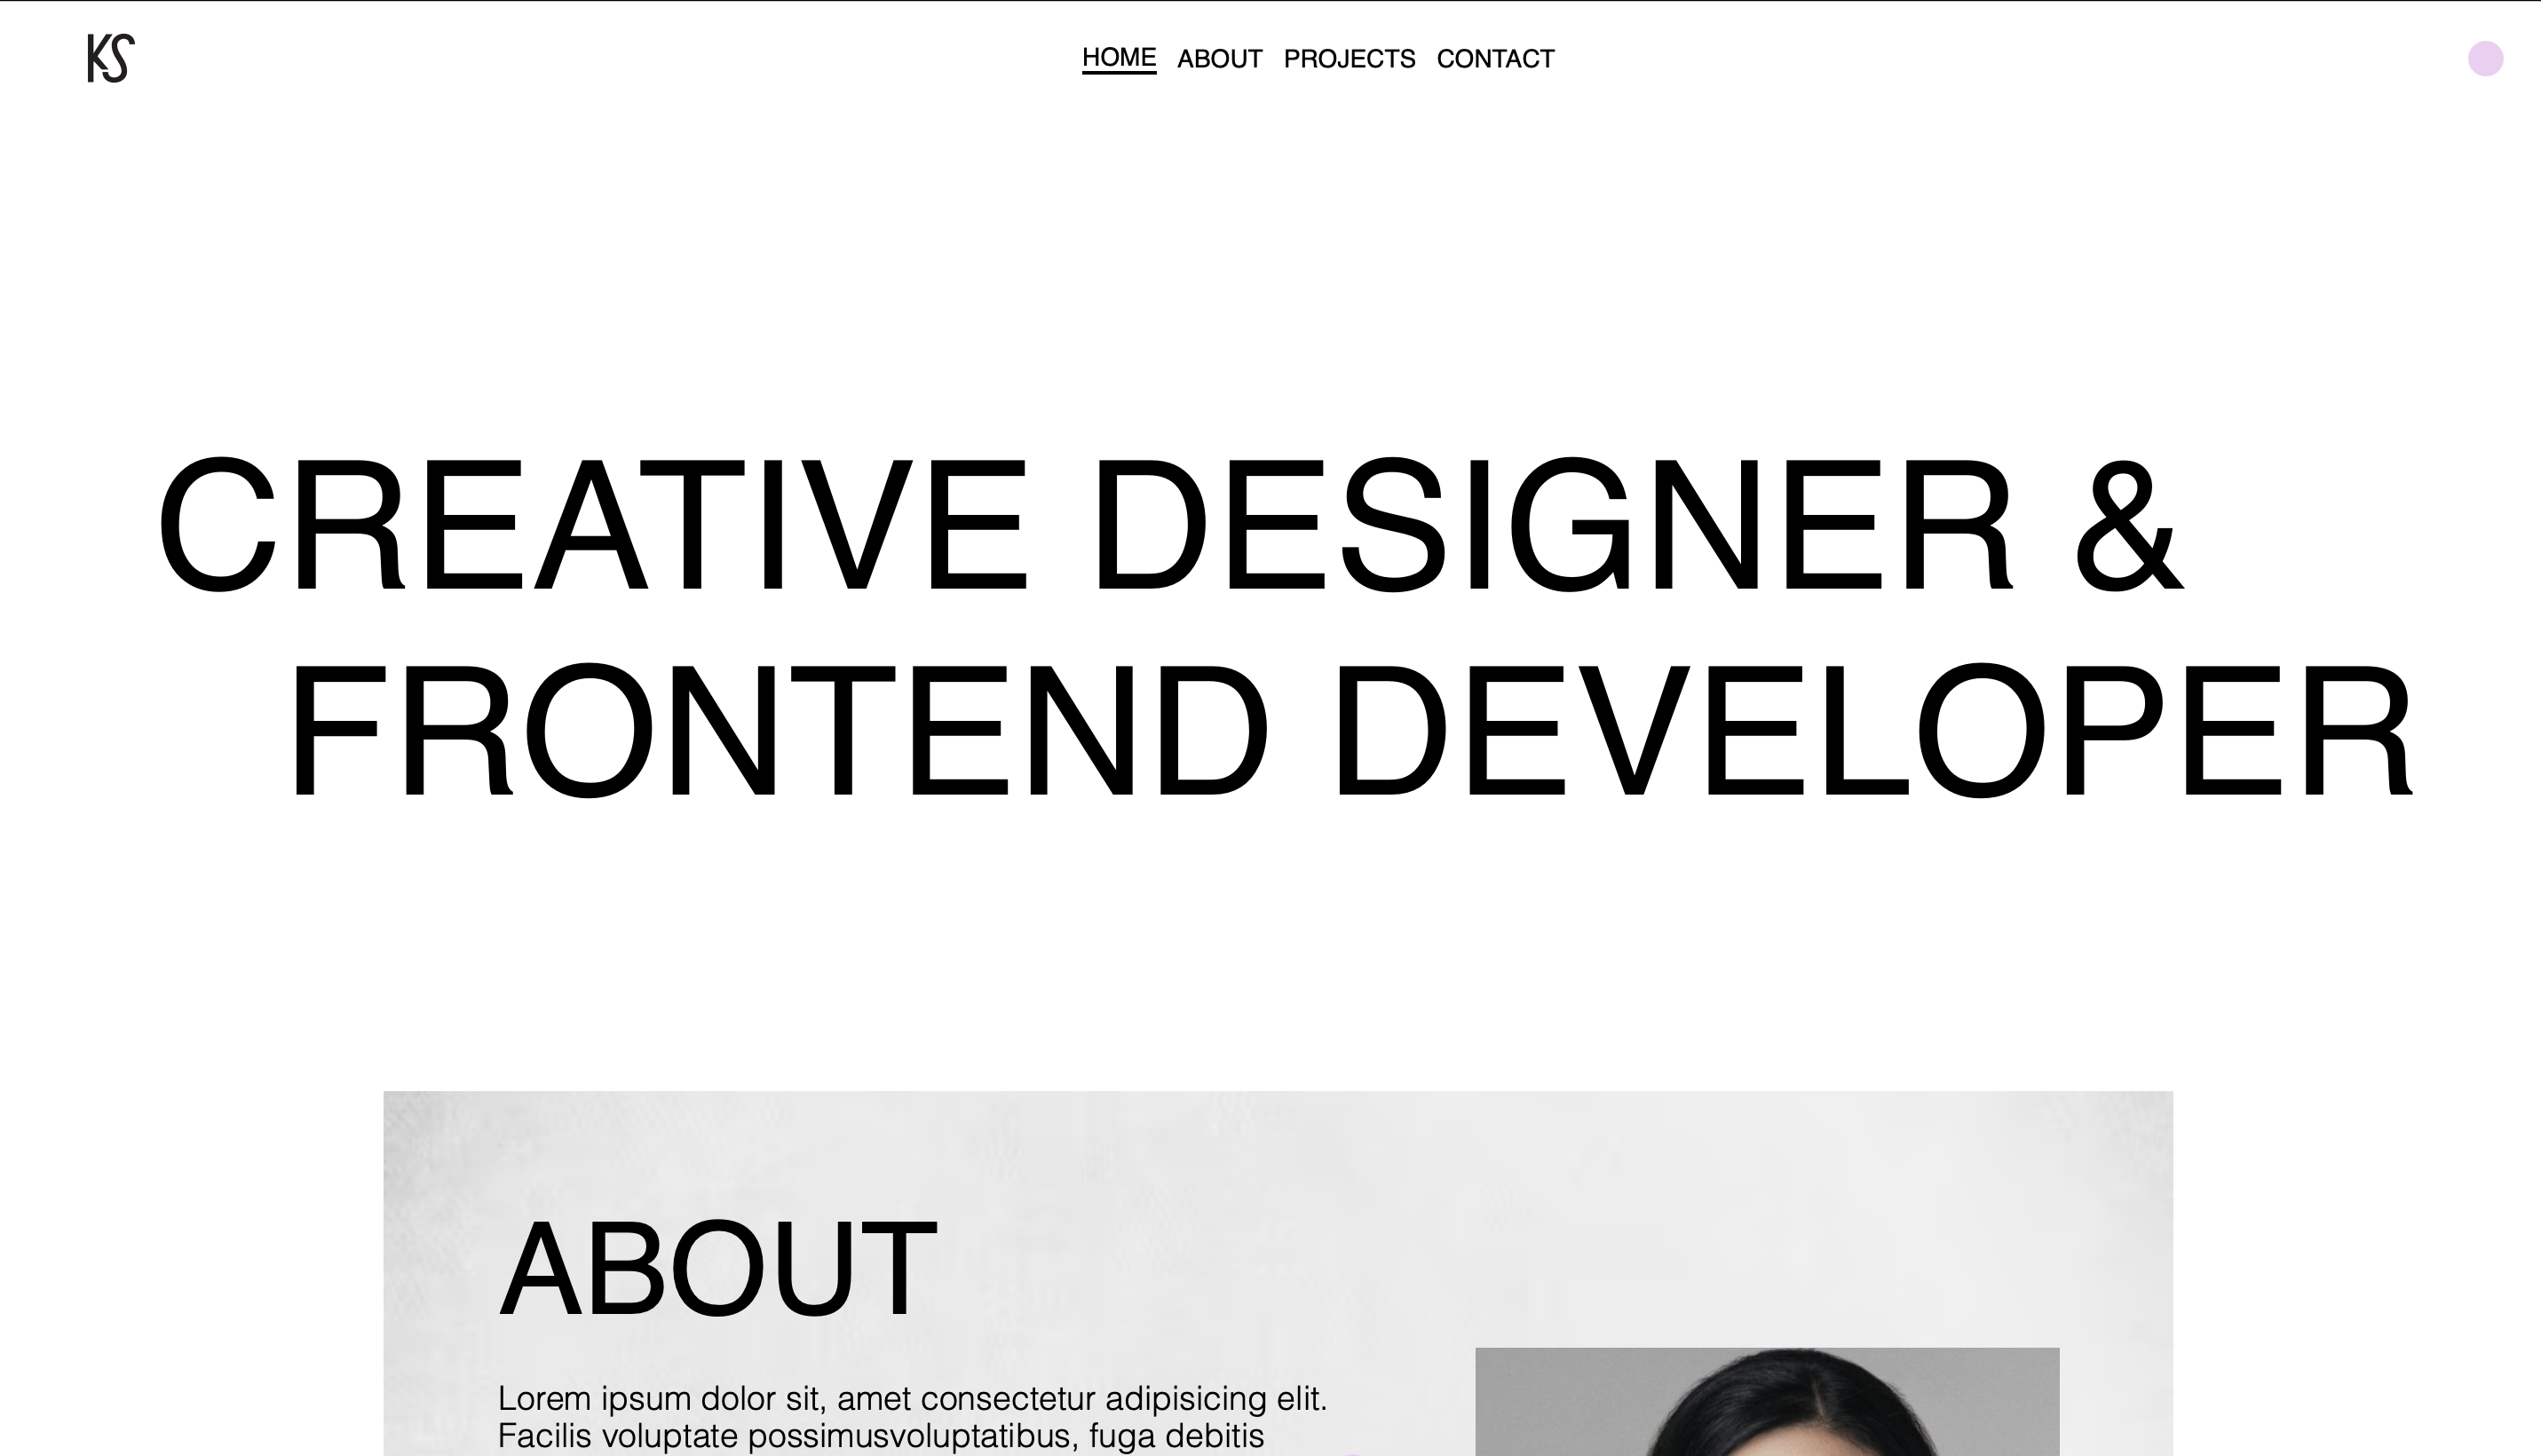 KS
HOME ABOUT PROJECTS CONTACT
CREATIVE DESIGNER &
FRONTEND DEVELOPER
ABOUT
Lorem ipsum dolor sit, amet consectetur adipisicing elit.
Facilis voluptate possimusvoluptatibus, fuga debitis